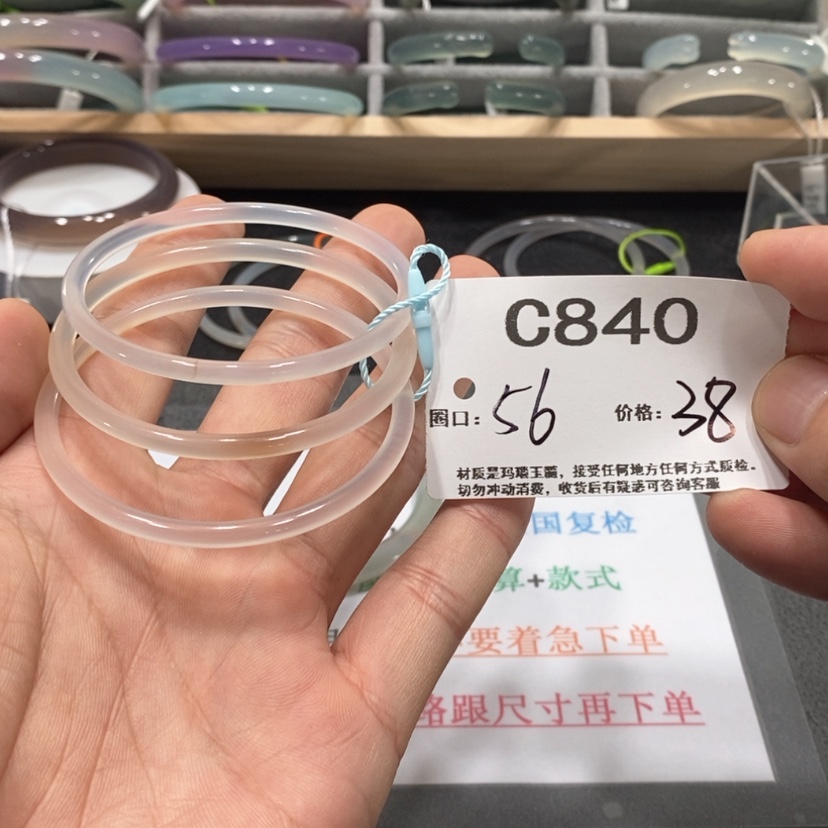 C840
圈口：56 价格：38
材质是玛瑙玉髓，接受任何地方任何方式质检。
切勿冲动消费，收货后有疑惑可咨询客服
国复检
算+款式
要着急下单
格跟尺寸再下单